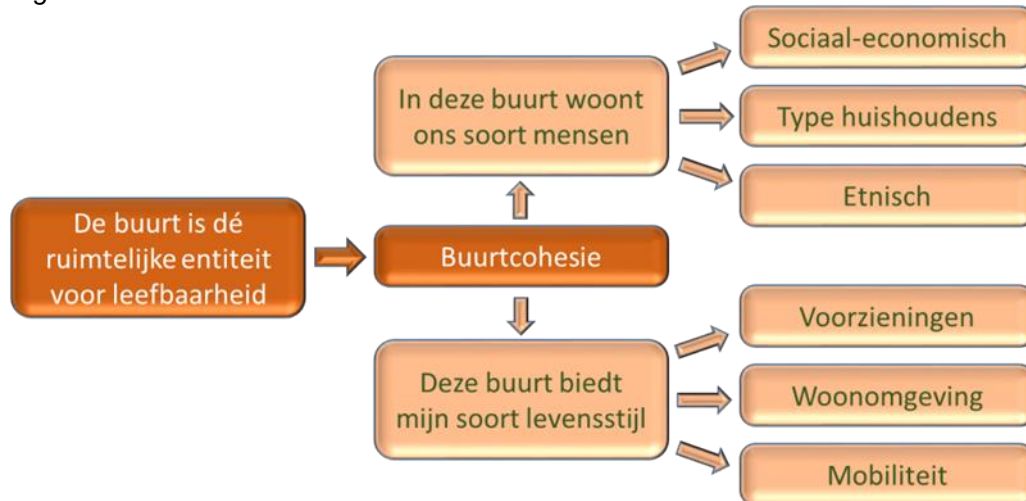 De buurt is dé
ruimtelijke entiteit
voor leefbaarheid
Buurtcohesie
In deze buurt woont
ons soort mensen
Sociaal-economisch
Type huishoudens
Etnisch
Deze buurt biedt
mijn soort levensstijl
Voorzieningen
Woonomgeving
Mobiliteit